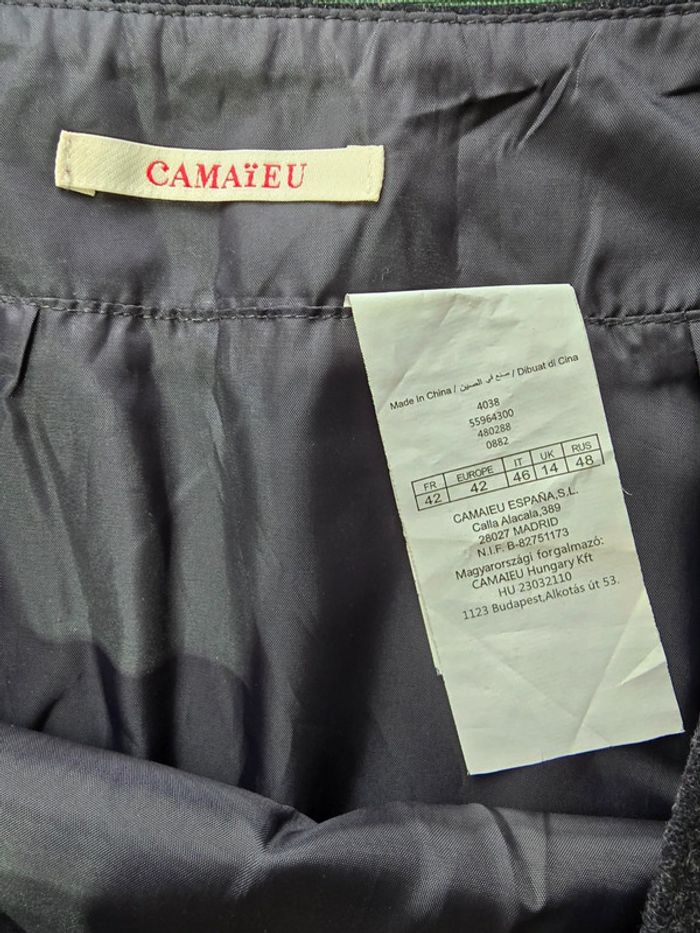 CAMAïEU
Made in China / صنع في الصين / Dibuat di Cina
4038
55964300
480288
0882
FR EUROPE IT UK RUS
42 42 46 14 48
CAMAIEU ESPAÑA,S.L.
Calla Alacala,389
28027 MADRID
N.I.F. B-82751173
Magyarországi forgalmazó:
CAMAIEU Hungary Kft
HU 23032110
1123 Budapest,Alkotás út 53.